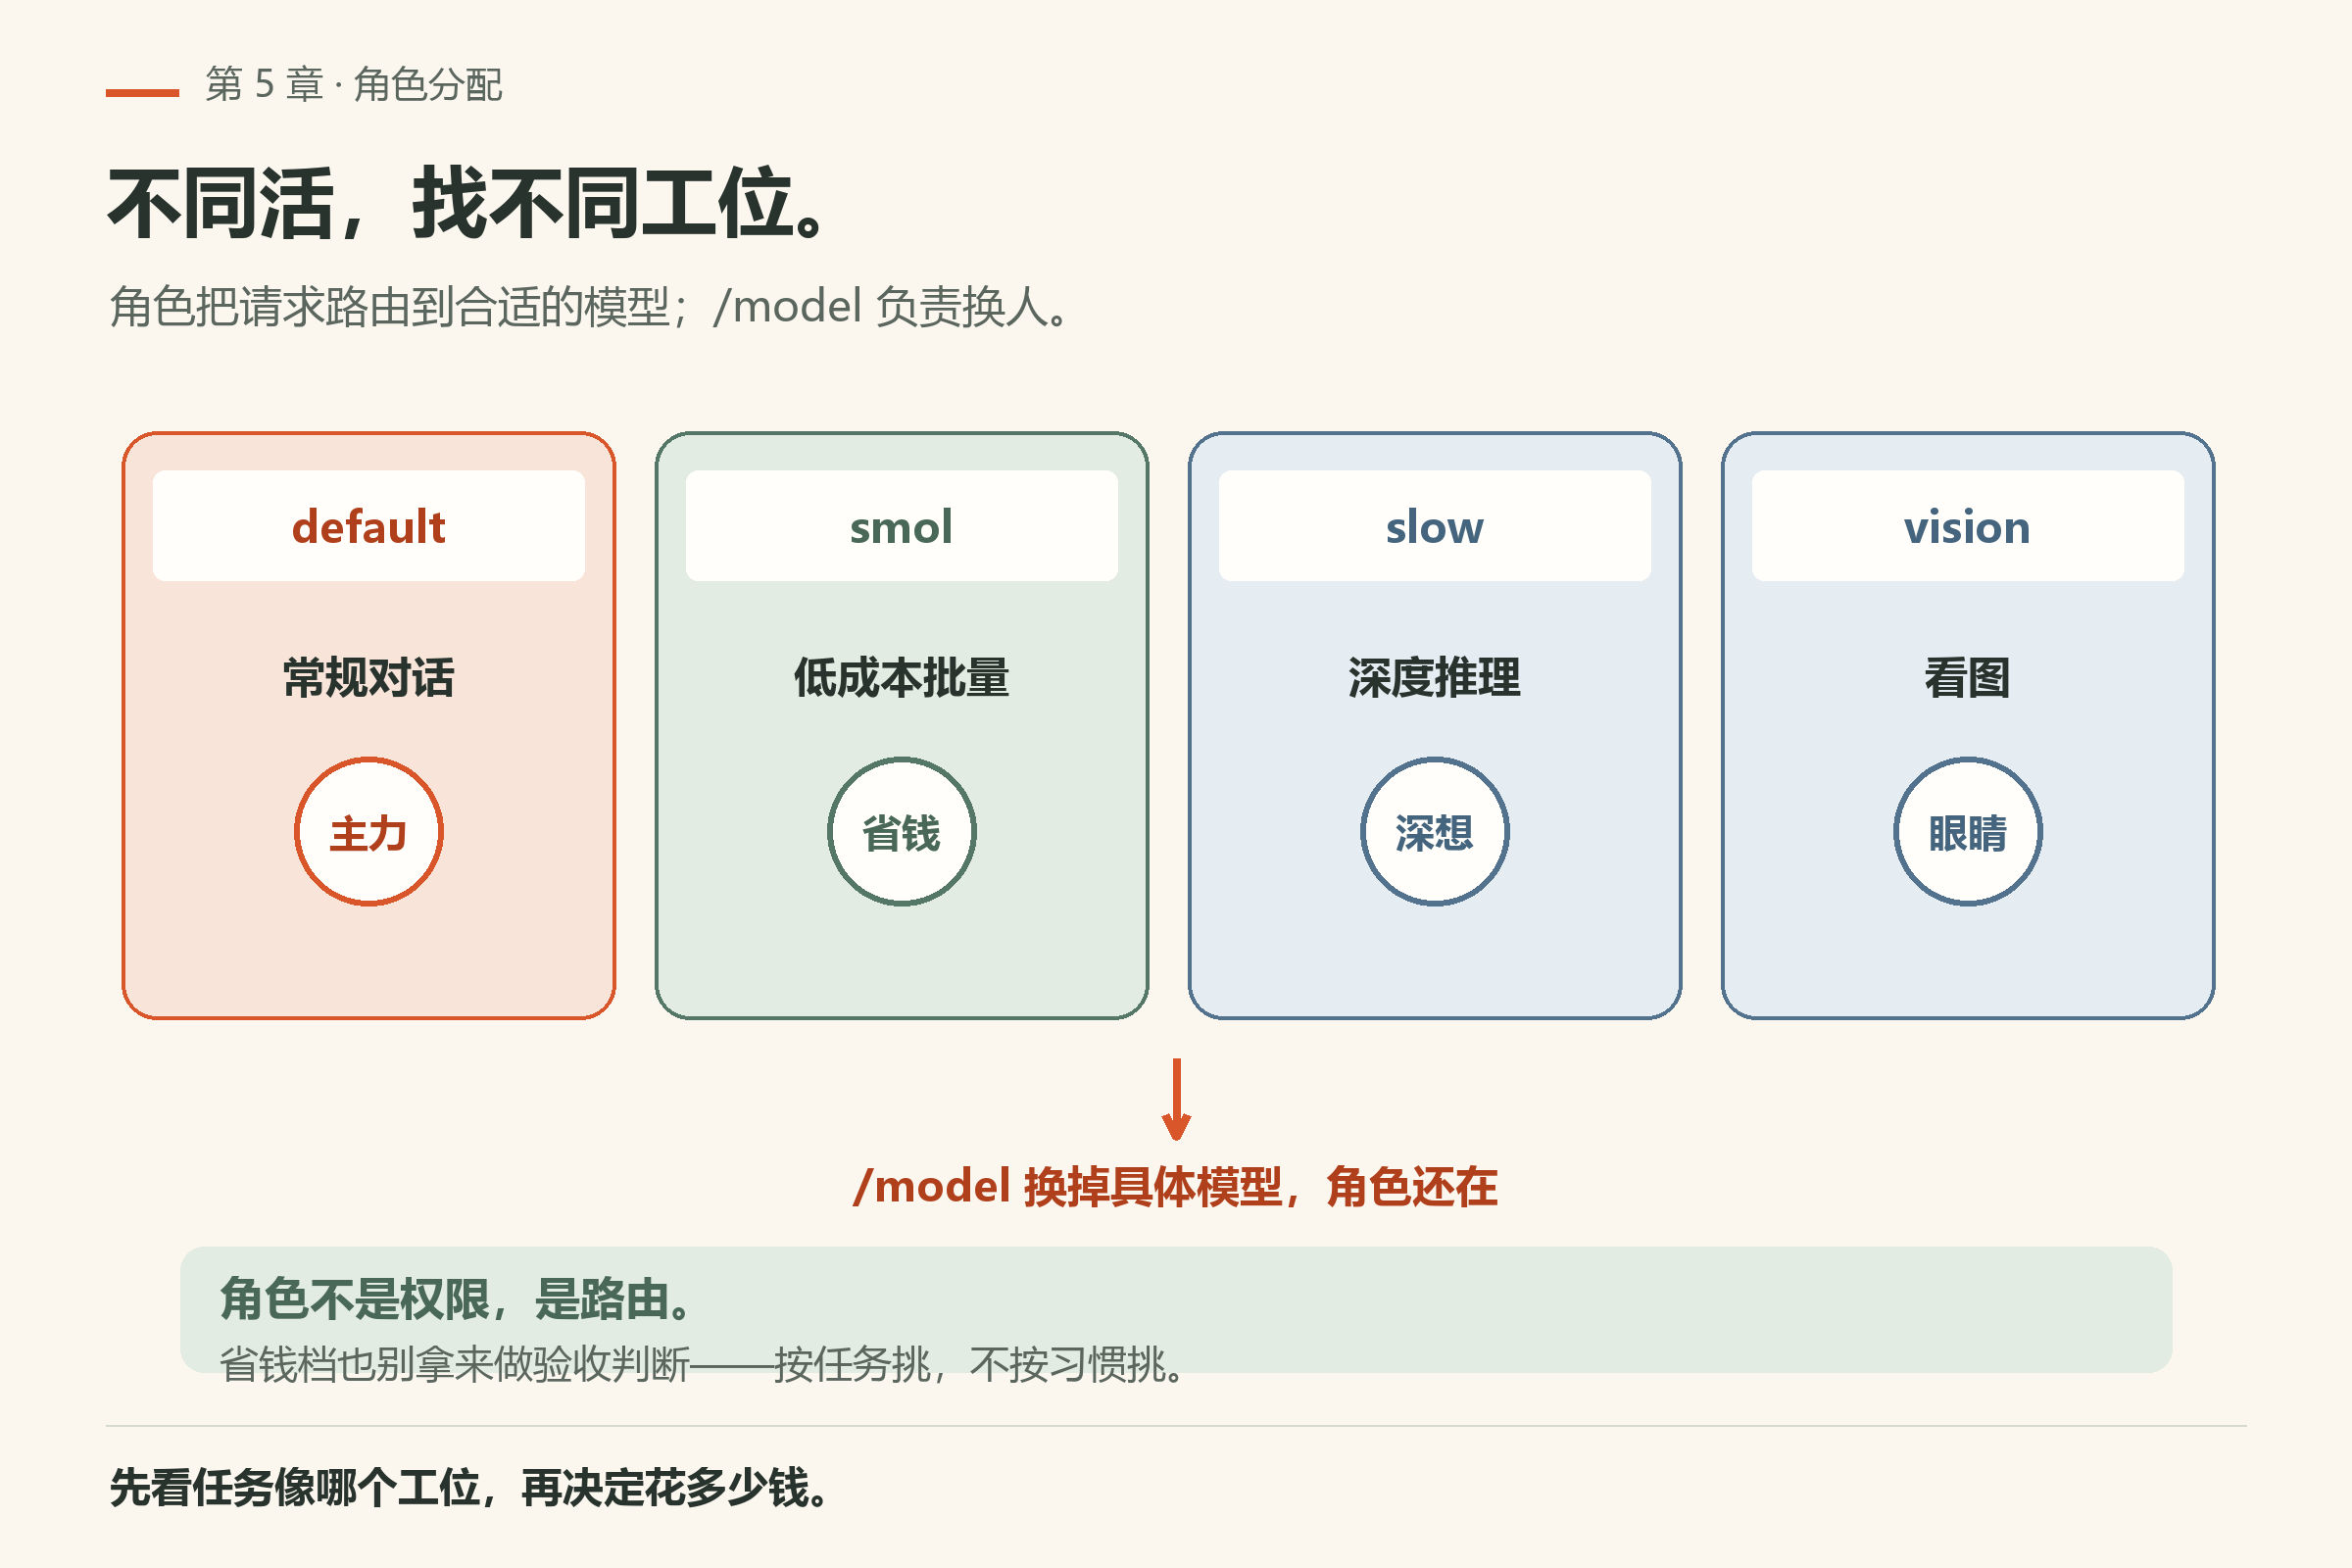 第 5 章 · 角色分配
不同活，找不同工位。
角色把请求路由到合适的模型；/model 负责换人。
default
smol
slow
vision
常规对话
低成本批量
深度推理
看图
主力
省钱
深想
眼睛
/model 换掉具体模型，角色还在
角色不是权限，是路由。
省钱档也别拿来做验收判断——按任务挑，不按习惯挑。
先看任务像哪个工位，再决定花多少钱。